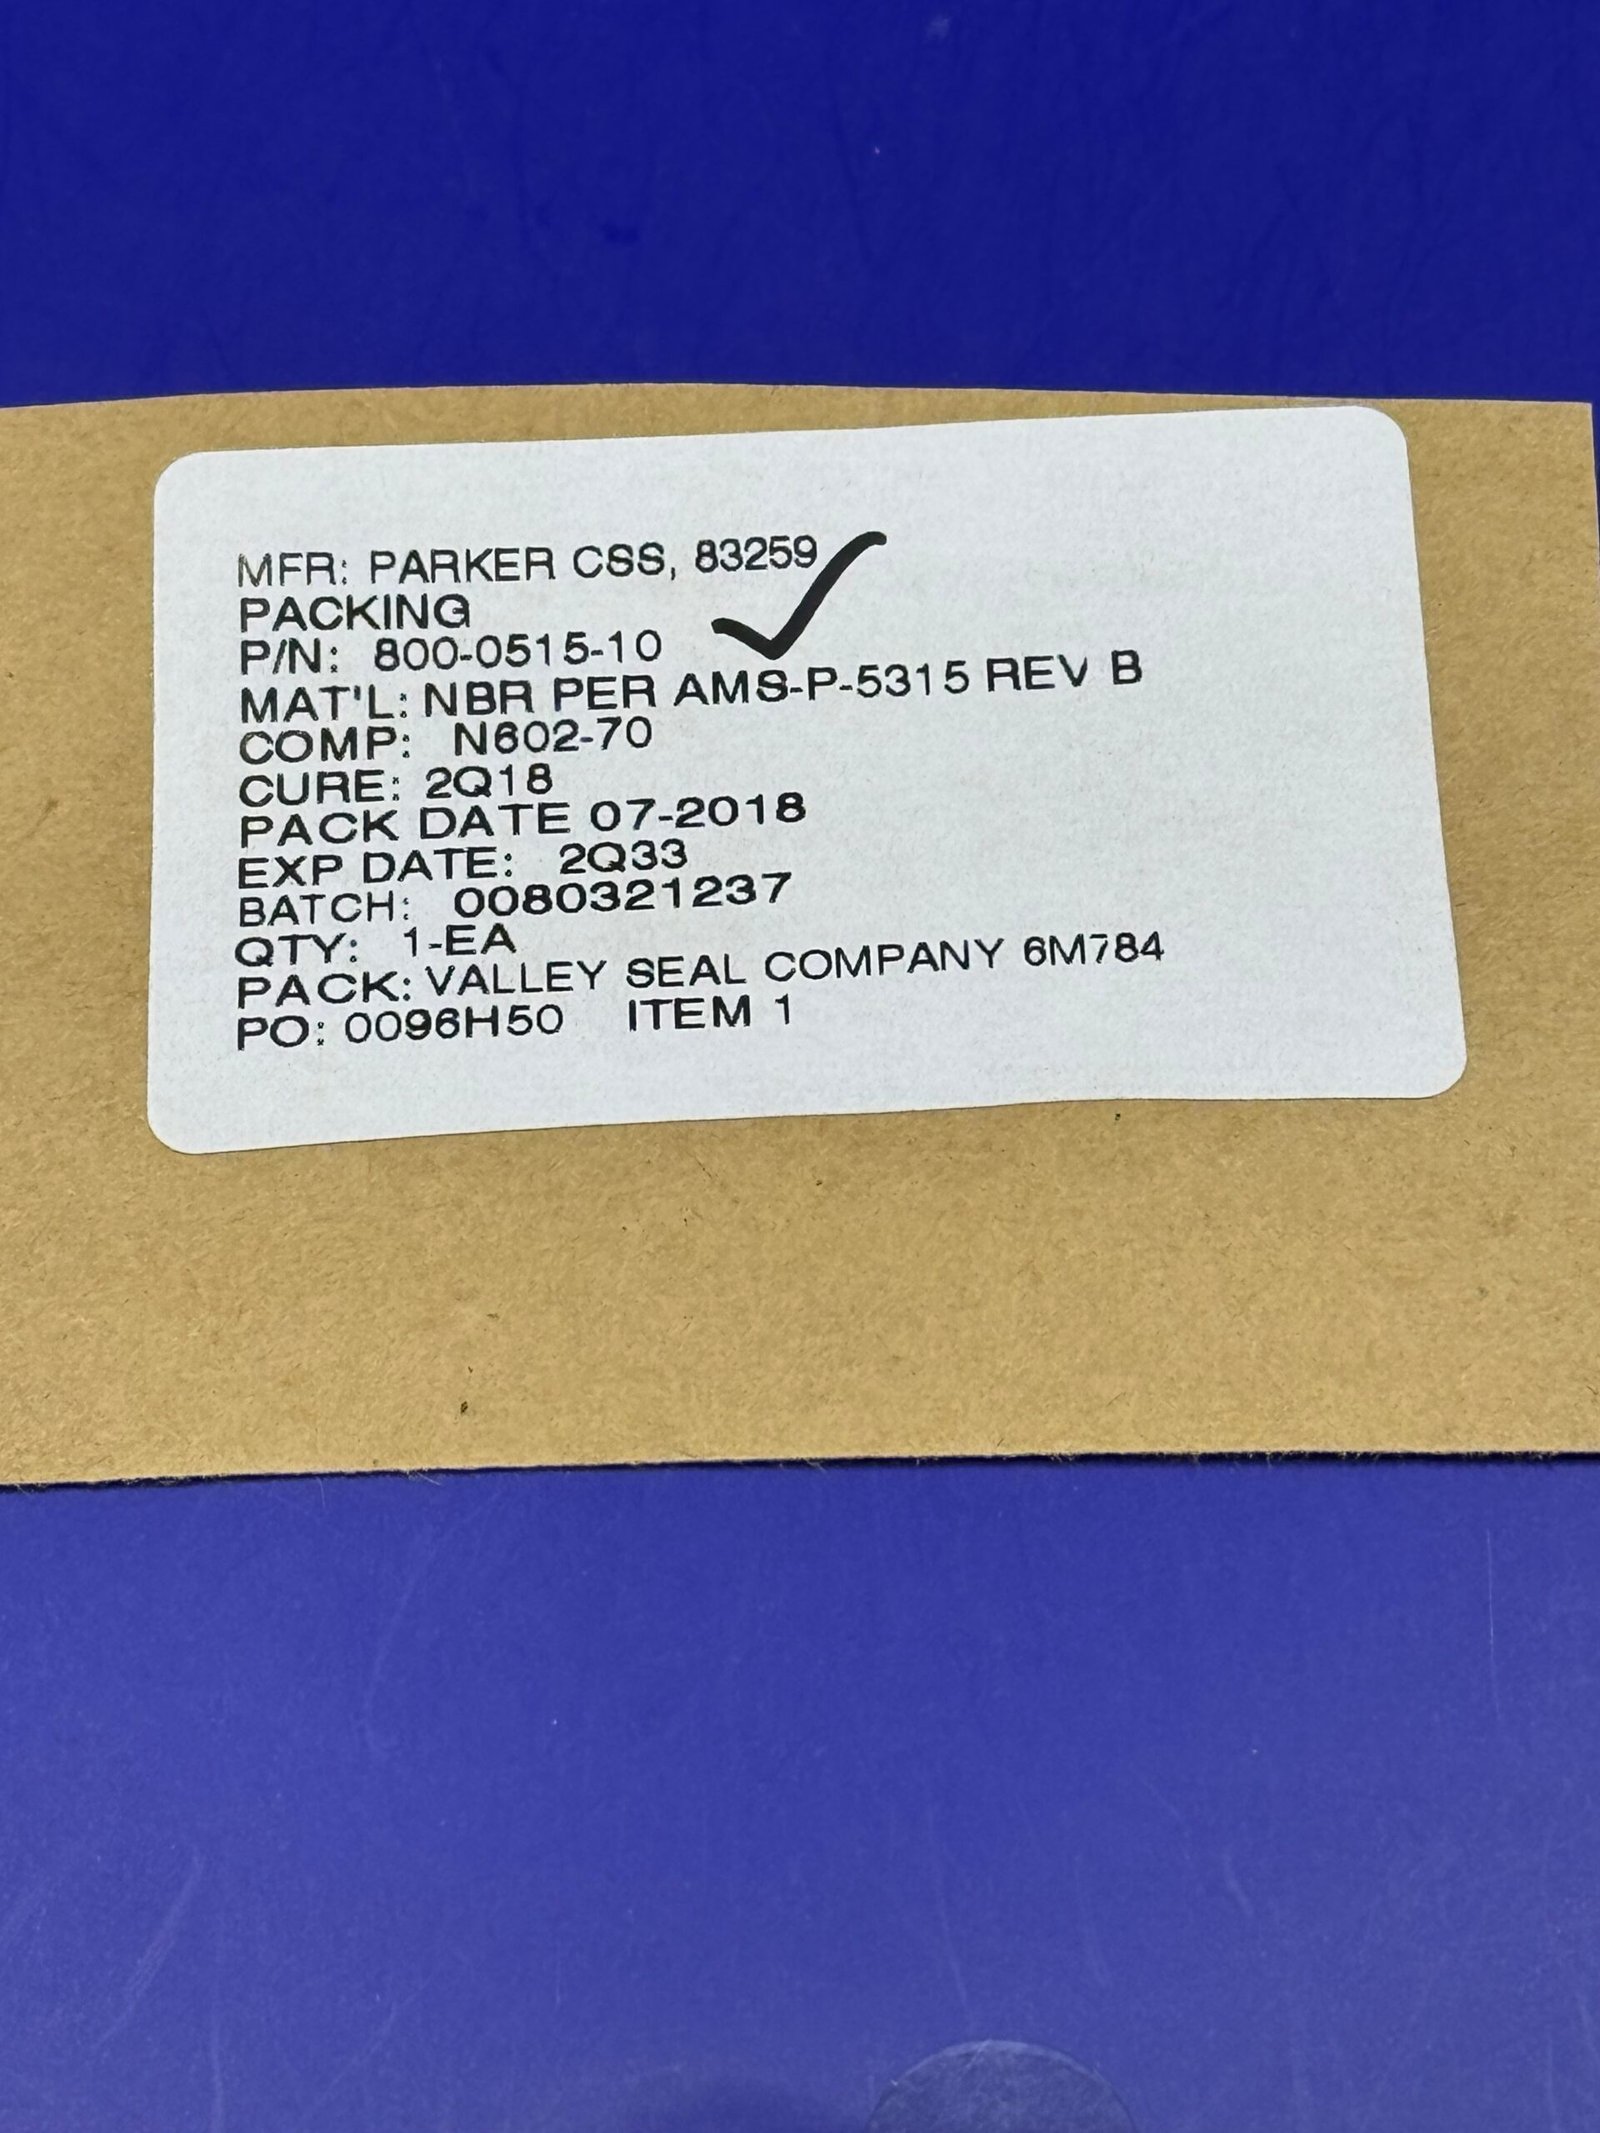 MFR: PARKER CSS, 83259
PACKING
P/N: 800-0515-10
MAT'L: NBR PER AMS-P-5315 REV B
COMP: N602-70
CURE: 2Q18
PACK DATE 07-2018
EXP DATE: 2Q33
BATCH: 0080321237
QTY: 1-EA
PACK: VALLEY SEAL COMPANY 6M784
PO: 0096H50 ITEM 1